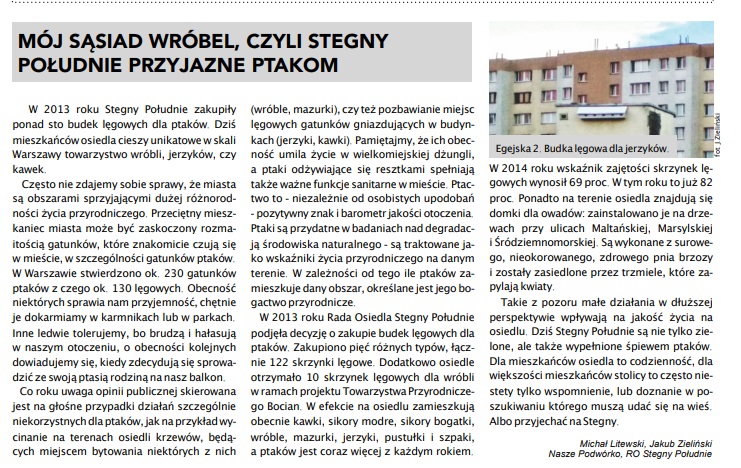 MÓJ SĄSIAD WRÓBEL, CZYLI STEGNY
POŁUDNIE PRZYJAZNE PTAKOM
W 2013 roku Stegny Południe zakupiły
ponad sto budek lęgowych dla ptaków. Dziś
mieszkańców osiedla cieszy unikatowe w skali
Warszawy towarzystwo wróbli, jerzyków, czy
kawek.
Często nie zdajemy sobie sprawy, że miasta
są obszarami sprzyjającymi dużej różnorod-
ności życia przyrodniczego. Przeciętny miesz-
kaniec miasta może być zaskoczony rozma-
itością gatunków, które znakomicie czują się
w mieście, w szczególności gatunków ptaków.
W Warszawie stwierdzono ok. 230 gatunków
ptaków z czego ok. 130 lęgowych. Obecność
niektórych sprawia nam przyjemność, chętnie
je dokarmiamy w karmnikach lub w parkach.
Inne ledwie tolerujemy, bo brudzą i hałasują
w naszym otoczeniu, o obecności kolejnych
dowiadujemy się, kiedy zdecydują się sprowa-
dzić ze swoją ptasią rodziną na nasz balkon.
Co roku uwaga opinii publicznej skierowana
jest na głośne przypadki działań szczególnie
niekorzystnych dla ptaków, jak na przykład wy-
cinanie na terenach osiedli krzewów, będą-
cych miejscem bytowania niektórych z nich
(wróble, mazurki), czy też pozbawianie miejsc
lęgowych gatunków gniazdujących w budyn-
kach (jerzyki, kawki). Pamiętajmy, że ich obec-
ność umila życie w wielkomiejskiej dżungli,
a ptaki odżywiające się resztkami spełniają
także ważne funkcje sanitarne w mieście. Ptac-
two to - niezależnie od osobistych upodobań
- pozytywny znak i barometr jakości otoczenia.
Ptaki są przydatne w badaniach nad degradac-
ją środowiska naturalnego - są traktowane ja-
ko wskaźniki życia przyrodniczego na danym
terenie. W zależności od tego ile ptaków za-
mieszkuje dany obszar, określane jest jego bo-
gactwo przyrodnicze.
W 2013 roku Rada Osiedla Stegny Południe
podjęła decyzję o zakupie budek lęgowych dla
ptaków. Zakupiono pięć różnych typów, łącz-
nie 122 skrzynki lęgowe. Dodatkowo osiedle
otrzymało 10 skrzynek lęgowych dla wróbli
w ramach projektu Towarzystwa Przyrodnicze-
go Bocian. W efekcie na osiedlu zamieszkują
obecnie kawki, sikory modre, sikory bogatki,
wróble, mazurki, jerzyki, pustułki i szpaki,
a ptaków jest coraz więcej z każdym rokiem.
Egejska 2. Budka lęgowa dla jerzyków.
fot. J.Zieliński
W 2014 roku wskaźnik zajętości skrzynek lę-
gowych wynosił 69 proc. W tym roku to już 82
proc. Ponadto na terenie osiedla znajdują się
domki dla owadów: zainstalowano je na drze-
wach przy ulicach Maltańskiej, Marsylskiej
i Śródziemnomorskiej. Są wykonane z surowe-
go, nieokorowanego, zdrowego pnia brzozy
i zostały zasiedlone przez trzmiele, które za-
pylają kwiaty.
Takie z pozoru małe działania w dłuższej
perspektywie wpływają na jakość życia na
osiedlu. Dziś Stegny Południe są nie tylko zie-
lone, ale także wypełnione śpiewem ptaków.
Dla mieszkańców osiedla to codzienność, dla
większości mieszkańców stolicy to często nie-
stety tylko wspomnienie, lub doznanie w po-
szukiwaniu którego muszą udać się na wieś.
Albo przyjechać na Stegny.
Michał Litewski, Jakub Zieliński
Nasze Podwórko, RO Stegny Południe